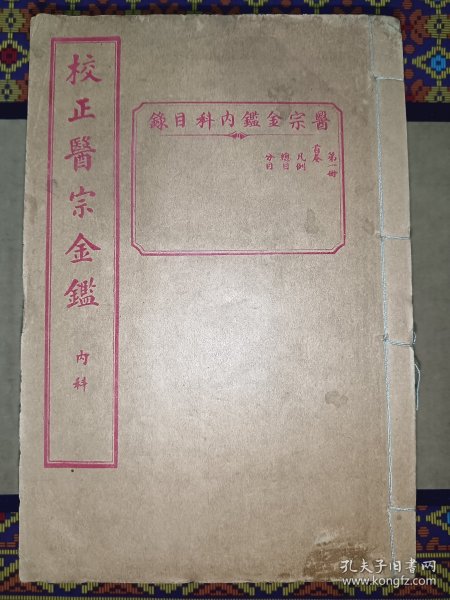 校正醫宗金鑑
內科
醫宗金鑑內科目錄
第一册
首卷
凡例
總目
分目
孔夫子旧书网
www.kongfz.com